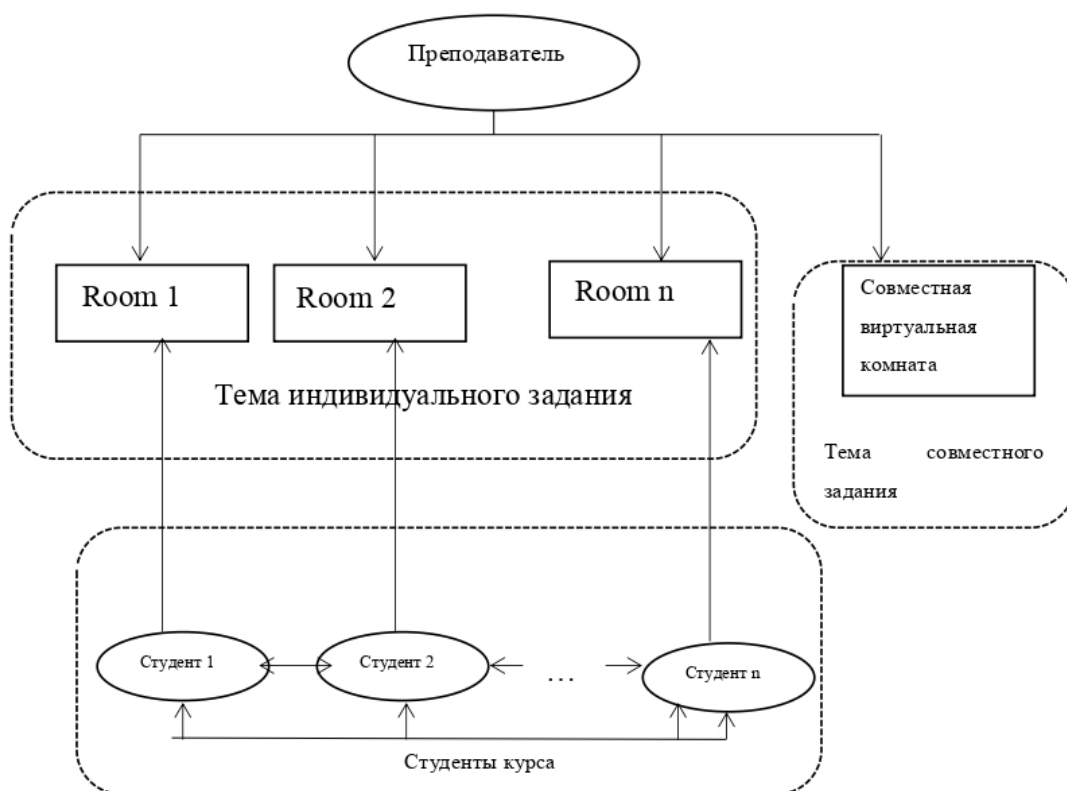 Преподаватель
Room 1
Room 2
Room n
Совместная
виртуальная
комната
Тема индивидуального задания
Тема совместного
задания
Студент 1
Студент 2
...
Студент n
Студенты курса